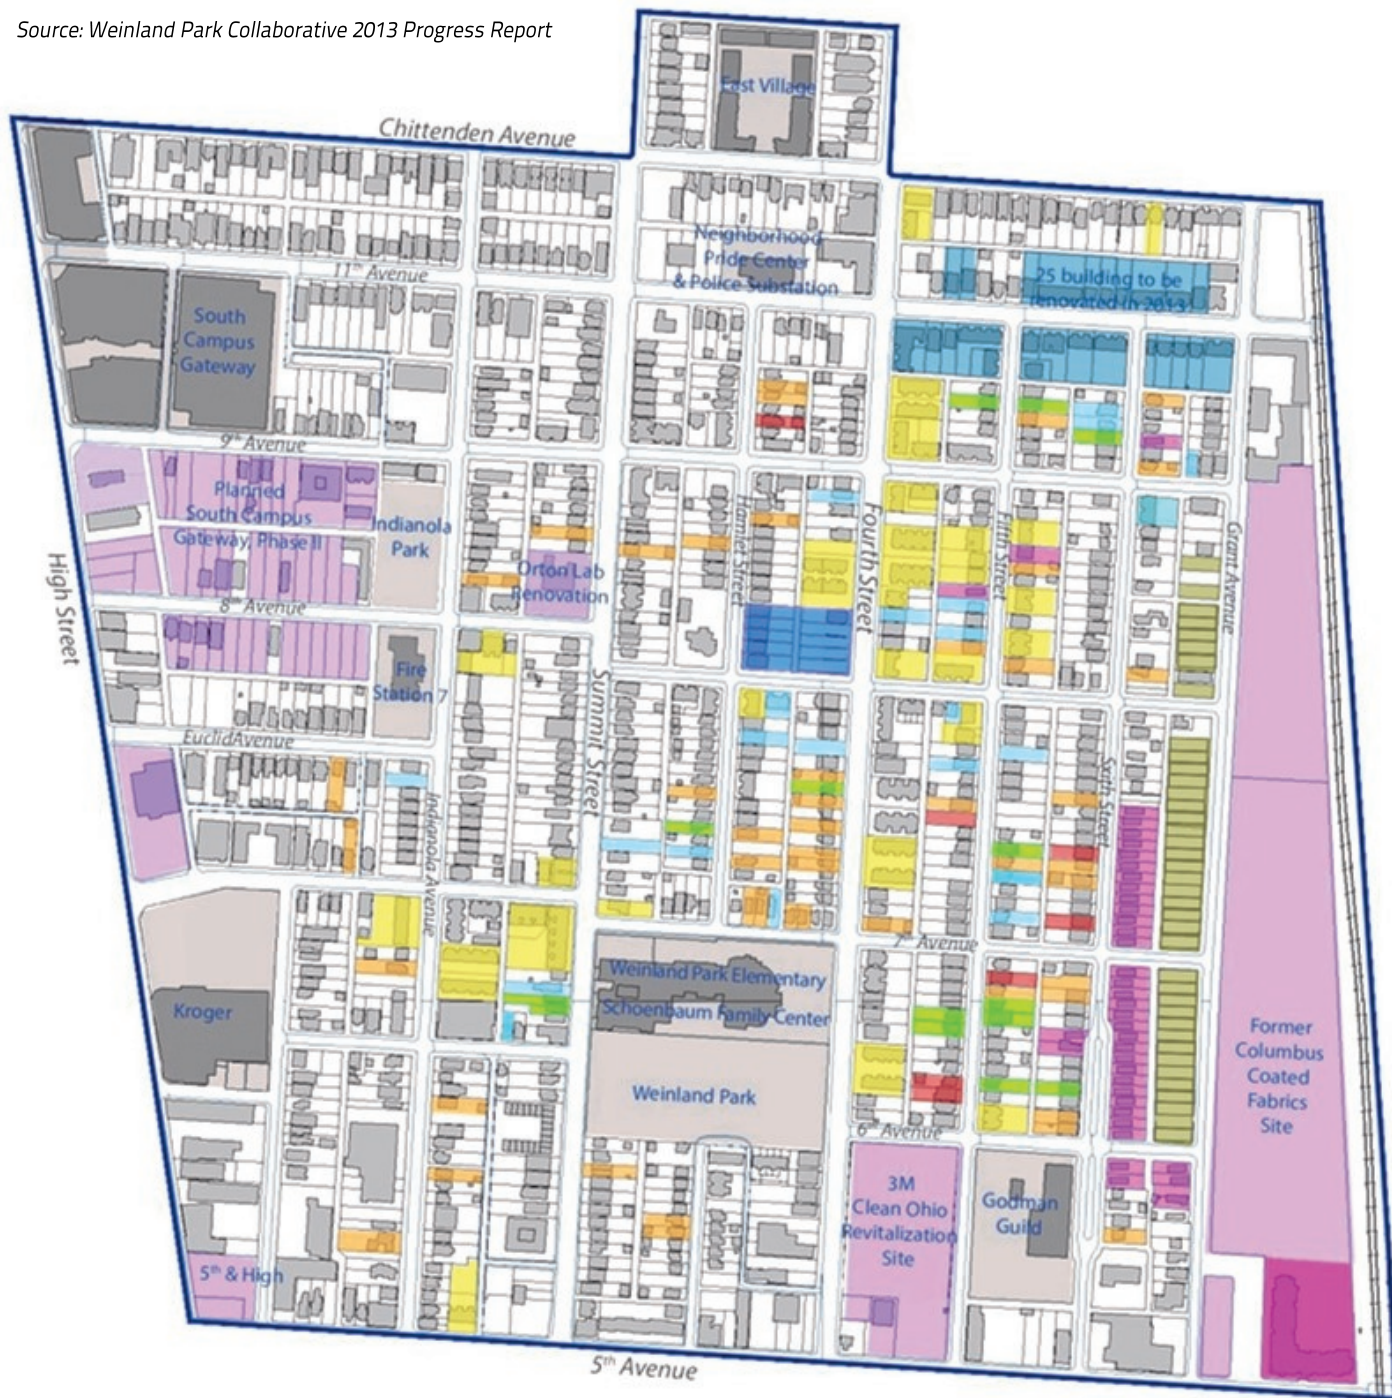 Source: Weinland Park Collaborative 2013 Progress Report
East Village
Chittenden Avenue
Neighborhood
Pride Center
& Police Substation
11th Avenue
25 building to be
renovated in 2013
South
Campus
Gateway
9th Avenue
Planned
South Campus
Gateway, Phase II
Indianola
Park
Orton Lab
Renovation
Hamlet Street
Fourth Street
Fifth Street
Grant Avenue
High Street
8th Avenue
Fire
Station 7
Summit Street
EuclidAvenue
Sixth Street
Indianola Avenue
7th Avenue
Weinland Park Elementary
Schoenbaum Family Center
Kroger
Weinland Park
Former
Columbus
Coated
Fabrics
Site
6th Avenue
3M
Clean Ohio
Revitalization
Site
Godman
Guild
5th & High
5th Avenue